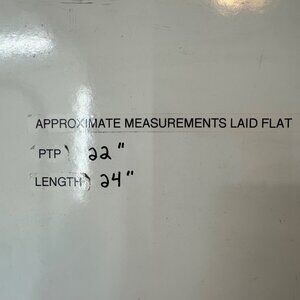 APPROXIMATE MEASUREMENTS LAID FLAT
PTP 22"
LENGTH 24"